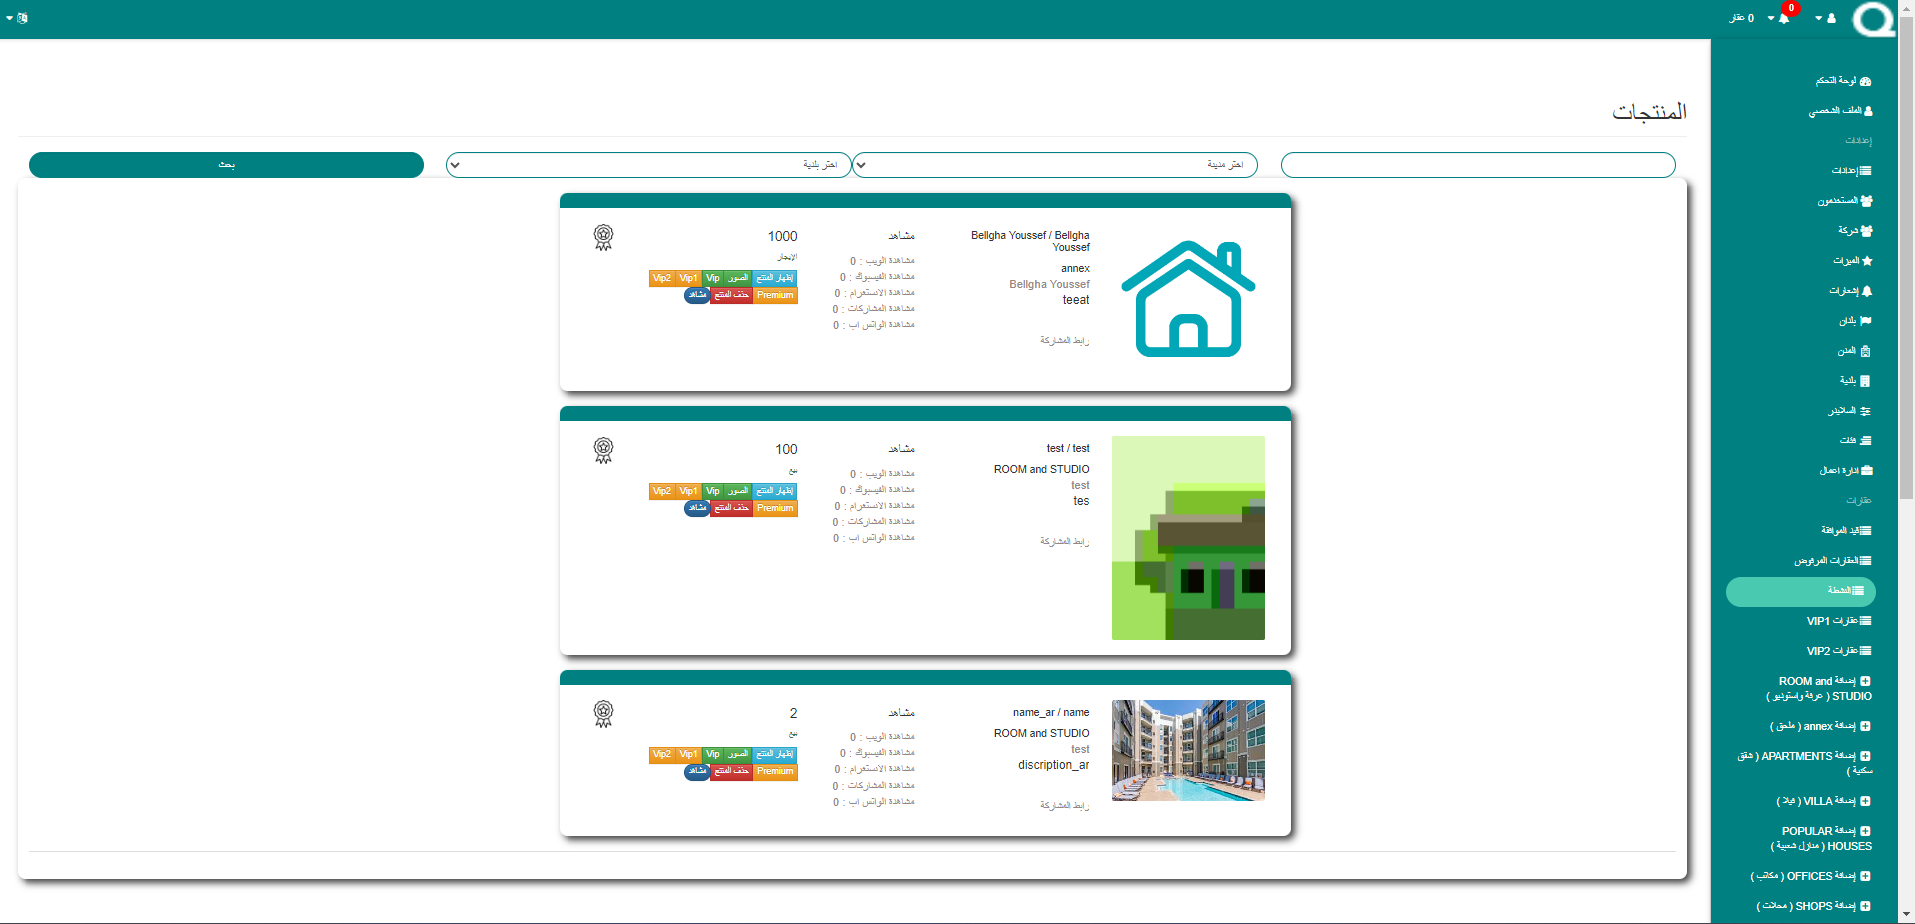 0
0 عقار
لوحة التحكم
الملف الشخصي
إعدادات
إعدادات
المستخدمون
شركة
الميزات
إشعارات
بلدان
المدن
بلدية
السلايدر
فئات
ادارة اعمال
عقارات
قيد الموافقة
العقارات المرفوض
النشطة
عقارات VIP1
عقارات VIP2
إضافة ROOM and
STUDIO ( غرفة واستوديو )
إضافة annex ( ملحق )
إضافة APARTMENTS ( شقق
سكنية )
إضافة VILLA ( فيلا )
إضافة POPULAR
HOUSES ( منازل شعبية )
إضافة OFFICES ( مكاتب )
إضافة SHOPS ( محلات )
المنتجات
اختر مدينة
اختر بلدية
بحث
Bellgha Youssef / Bellgha
Youssef
annex
Bellgha Youssef
teeat
رابط المشاركة
مشاهد
مشاهدة الويب : 0
مشاهدة الفيسبوك : 0
مشاهدة الانستغرام : 0
مشاهدة المشاركات : 0
مشاهدة الواتس اب : 0
1000
الإيجار
إظهار المنتج الصور Vip Vip1 Vip2
Premium حذف المنتج مشاهد
test / test
ROOM and STUDIO
test
tes
رابط المشاركة
مشاهد
مشاهدة الويب : 0
مشاهدة الفيسبوك : 0
مشاهدة الانستغرام : 0
مشاهدة المشاركات : 0
مشاهدة الواتس اب : 0
100
بيع
إظهار المنتج الصور Vip Vip1 Vip2
Premium حذف المنتج مشاهد
name_ar / name
ROOM and STUDIO
test
discription_ar
رابط المشاركة
مشاهد
مشاهدة الويب : 0
مشاهدة الفيسبوك : 0
مشاهدة الانستغرام : 0
مشاهدة المشاركات : 0
مشاهدة الواتس اب : 0
2
بيع
إظهار المنتج الصور Vip Vip1 Vip2
Premium حذف المنتج مشاهد